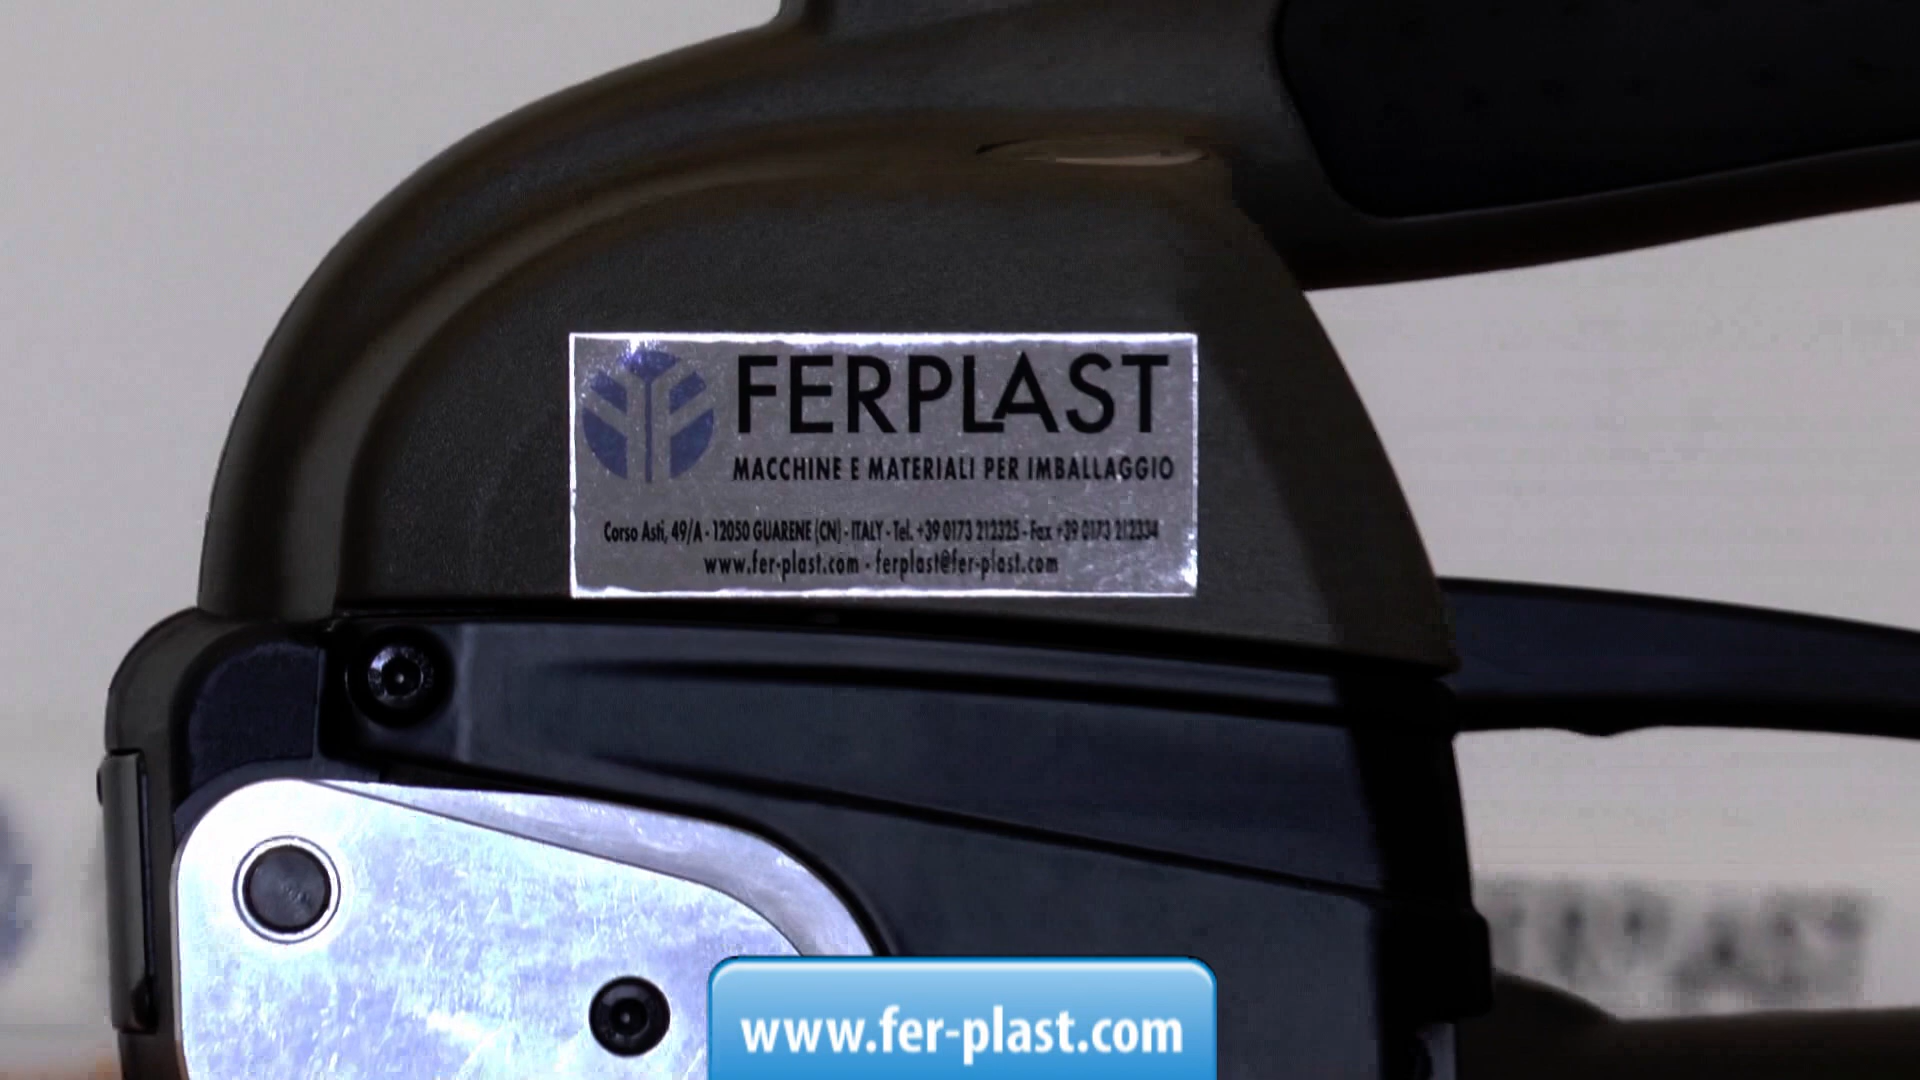 FERPLAST
MACCHINE E MATERIALI PER IMBALLAGGIO
Corso Asti, 49/A - 12050 GUARENE (CN) - ITALY - Tel. +39 0173 212325 - Fax +39 0173 212334
www.fer-plast.com - ferplast@fer-plast.com
FERPLAST
www.fer-plast.com